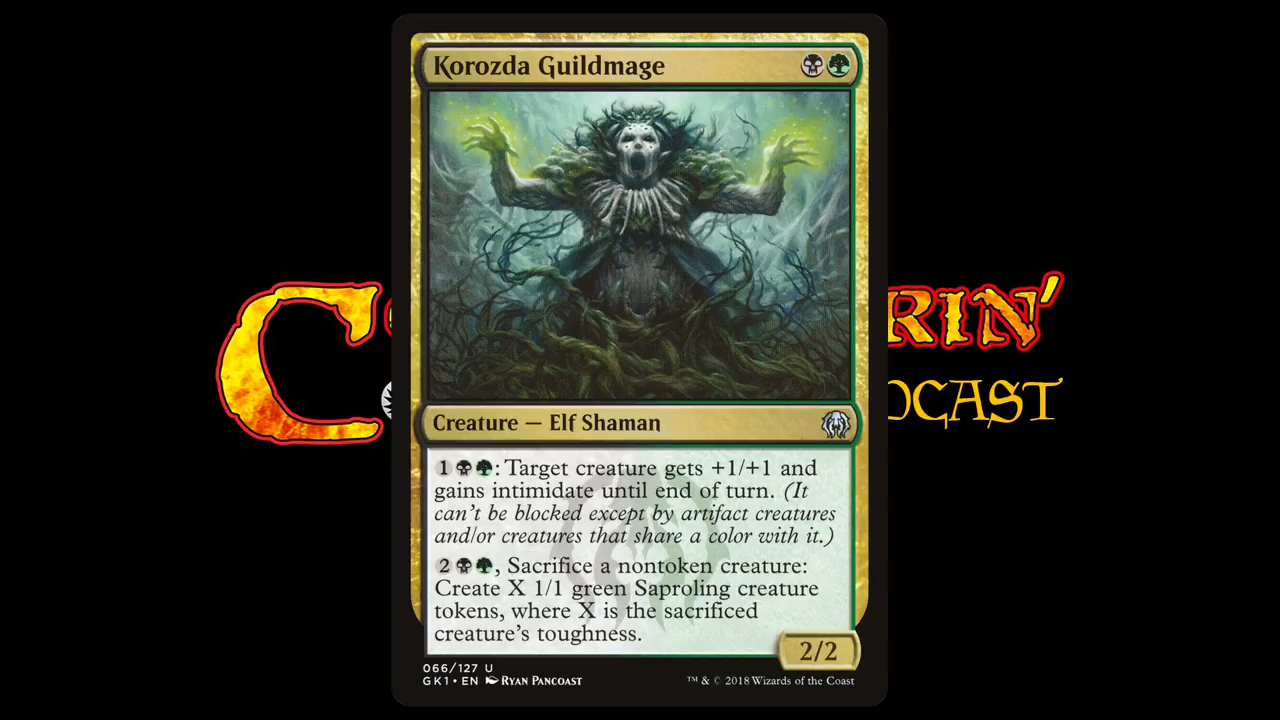 Korozda Guildmage
Creature — Elf Shaman
1: Target creature gets +1/+1 and
gains intimidate until end of turn. (It
can't be blocked except by artifact creatures
and/or creatures that share a color with it.)
2, Sacrifice a nontoken creature:
Create X 1/1 green Saproling creature
tokens, where X is the sacrificed
creature's toughness.
2/2
066/127 U
GK1 • EN Ryan Pancoast
™ & © 2018 Wizards of the Coast